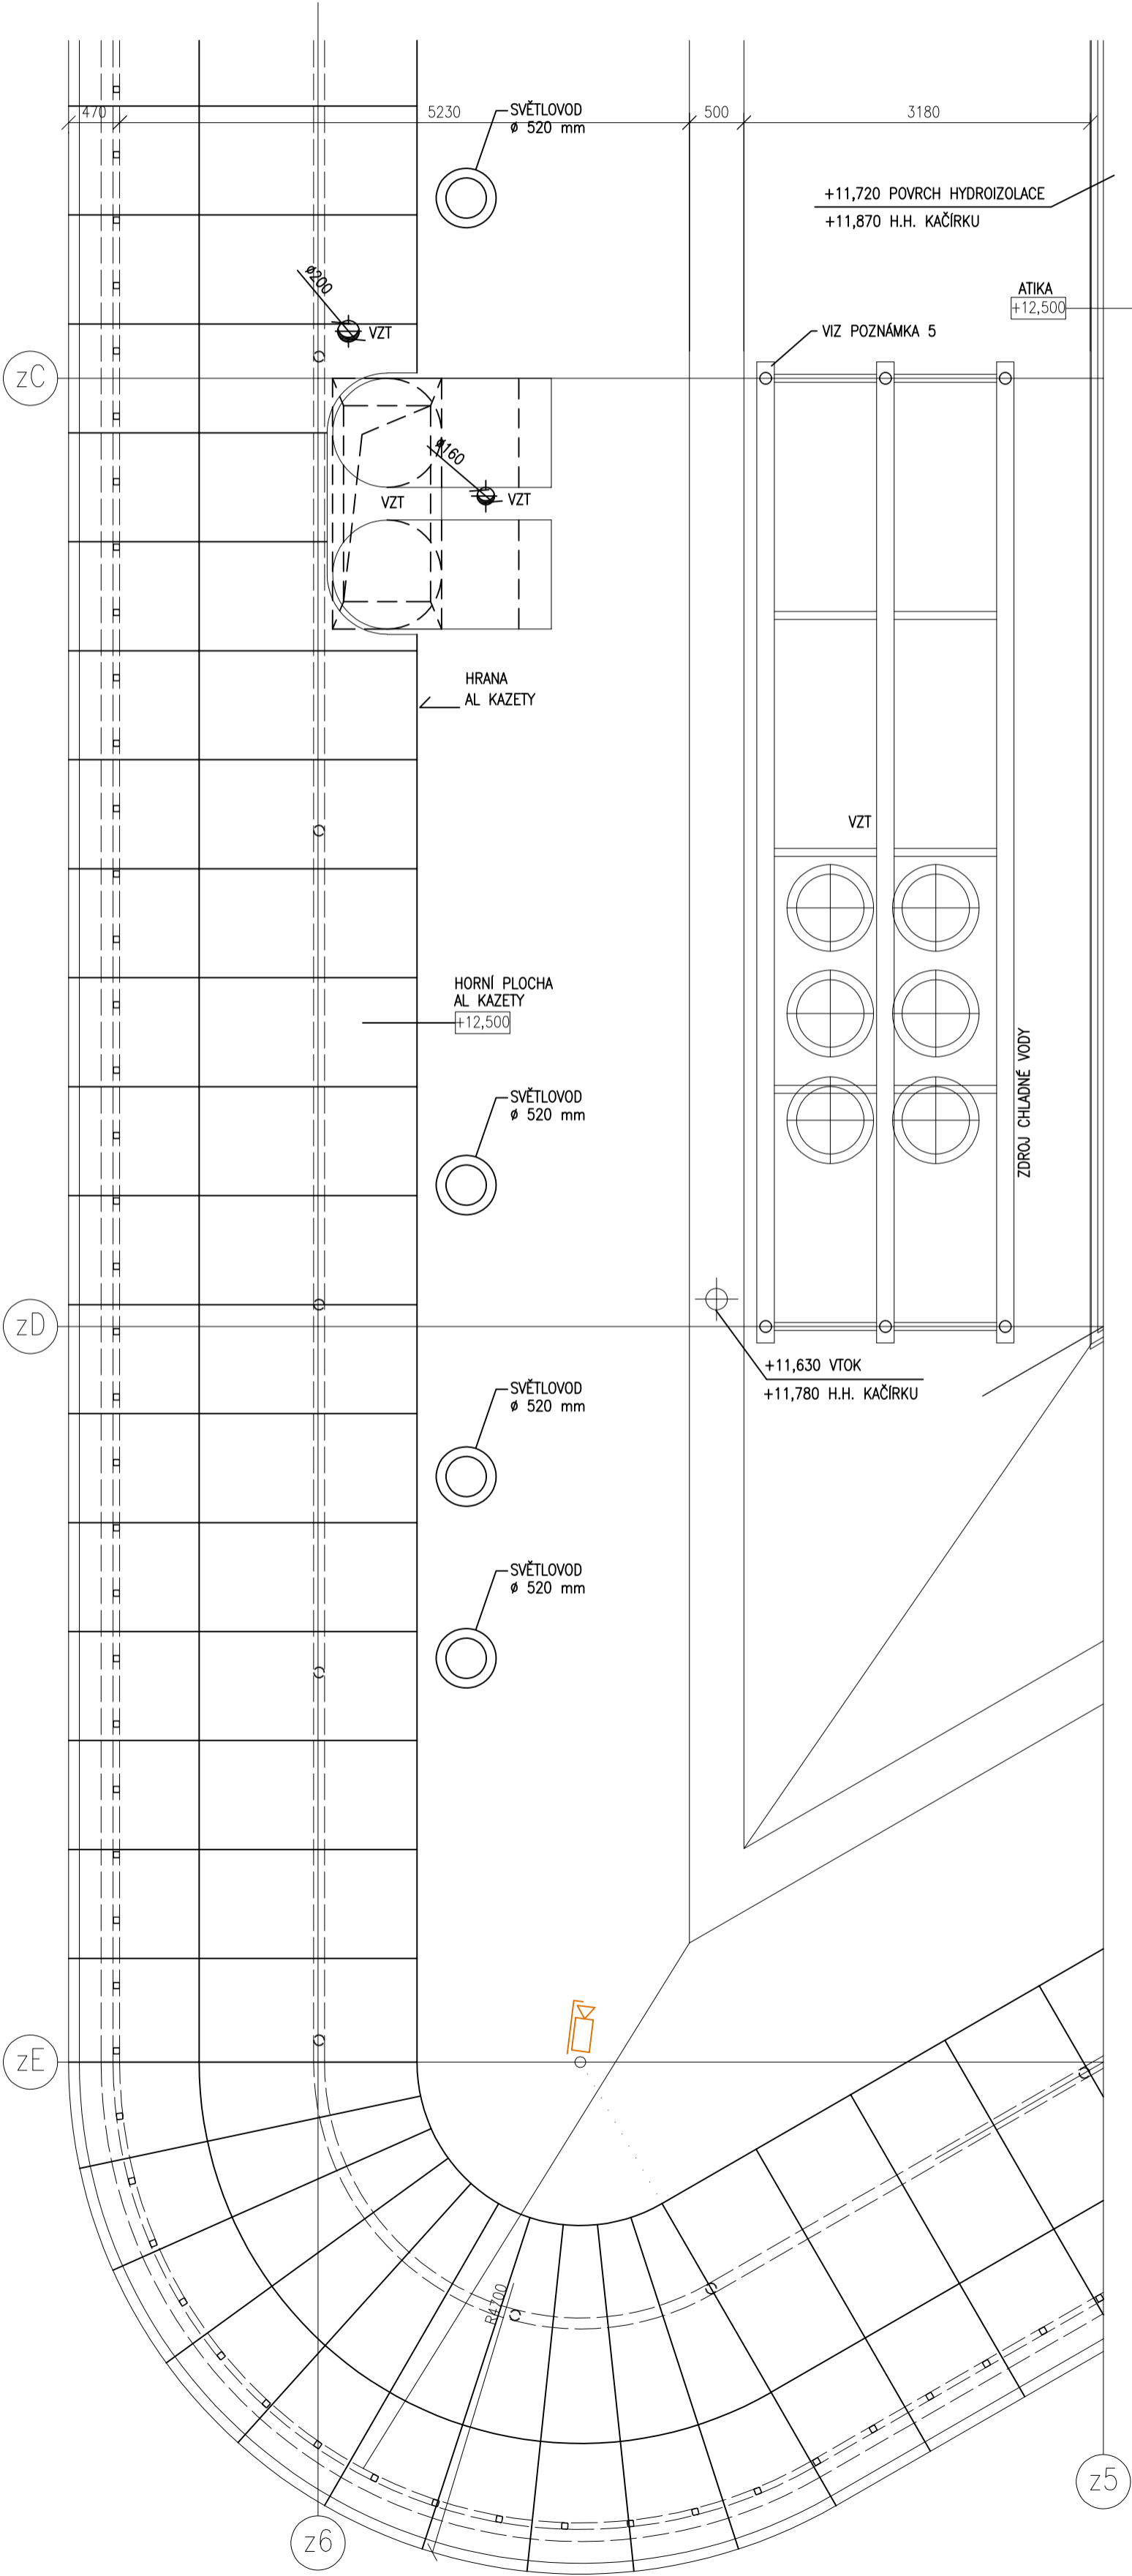 470
5230
500
3180
SVĚTLOVOD
ø 520 mm
+11,720 POVRCH HYDROIZOLACE
+11,870 H.H. KAČÍRKU
ø200
VZT
ATIKA
+12,500
VIZ POZNÁMKA 5
zC
ø160
VZT
VZT
HRANA
AL KAZETY
VZT
HORNÍ PLOCHA
AL KAZETY
+12,500
ZDROJ CHLADNÉ VODY
SVĚTLOVOD
ø 520 mm
zD
+11,630 VTOK
+11,780 H.H. KAČÍRKU
SVĚTLOVOD
ø 520 mm
SVĚTLOVOD
ø 520 mm
zE
R4700
z5
z6